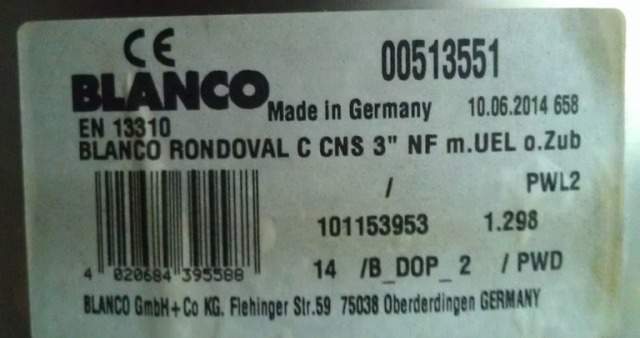 CE 00513551
BLANCO Made in Germany 10.06.2014 658
EN 13310
BLANCO RONDOVAL C CNS 3" NF m.UEL o.Zub
/ PWL2
101153953 1.298
14 /B_DOP_2 / PWD
4 020684 395588
BLANCO GmbH+Co KG. Flehinger Str.59 75038 Oberderdingen GERMANY